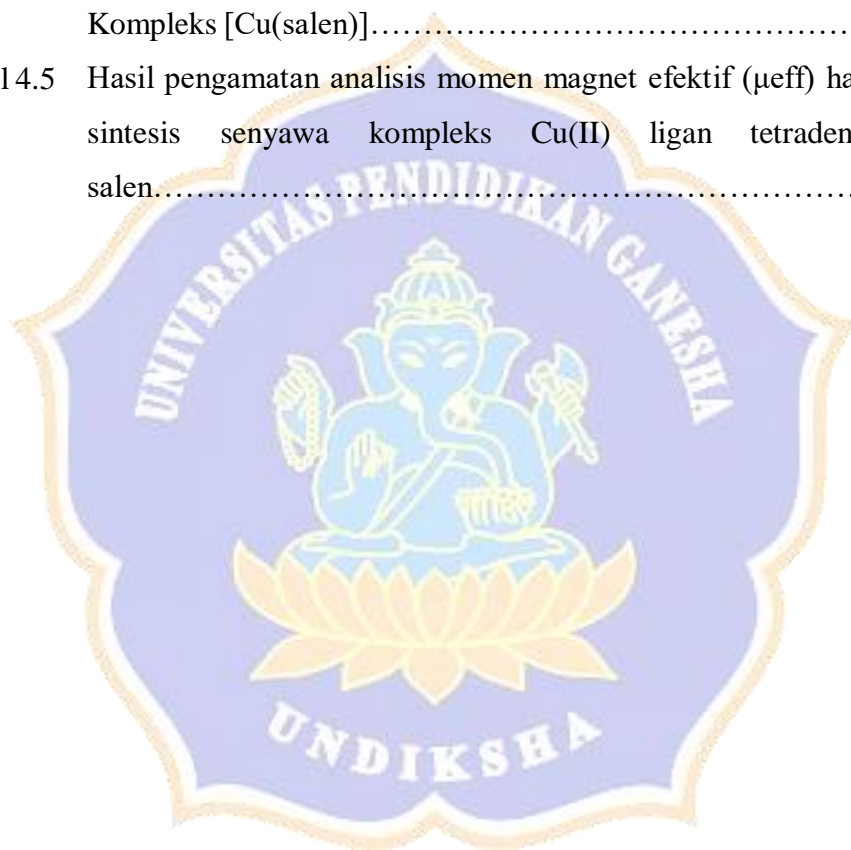 Kompleks [Cu(salen)]……………………………………
14.5 Hasil pengamatan analisis momen magnet efektif (μeff) ha
sintesis senyawa kompleks Cu(II) ligan tetraden
salen………………………………………………………
UNIVERSITAS PENDIDIKAN GANESHA
UNDIKSHA